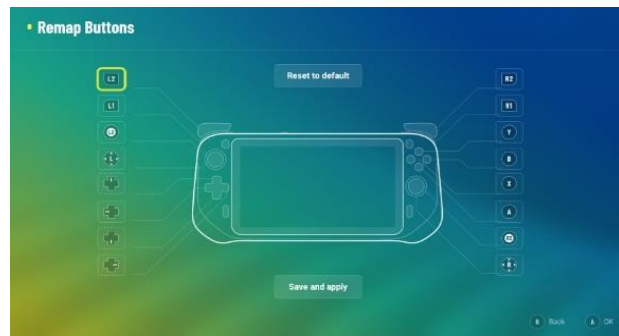 Remap Buttons
L2
Reset to default
R2
L1
R1
Y
B
L
X
A
R
Save and apply
B Back
A OK